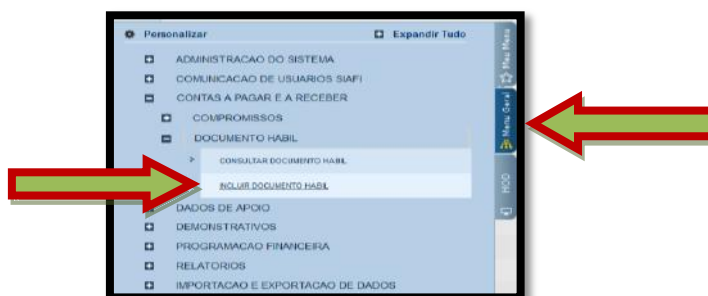 Personalizar Expandir Tudo
ADMINISTRACAO DO SISTEMA
COMUNICACAO DE USUARIOS SIAFI
CONTAS A PAGAR E A RECEBER
COMPROMISSOS
DOCUMENTO HABIL
CONSULTAR DOCUMENTO HABIL
INCLUIR DOCUMENTO HABIL
DADOS DE APOIO
DEMONSTRATIVOS
PROGRAMACAO FINANCEIRA
RELATORIOS
IMPORTACAO E EXPORTACAO DE DADOS
Meu Menu
Menu Geral
HOD